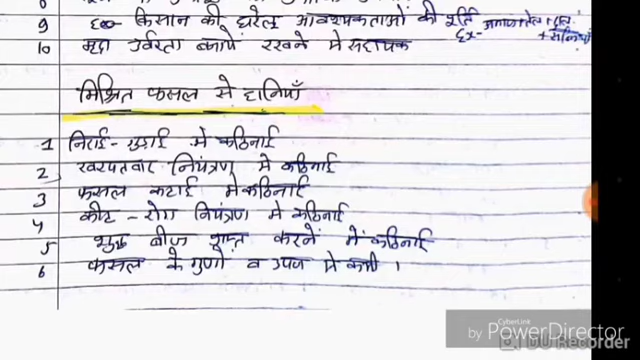 9 किसान की घरेलू आवश्यकताओं की पूर्ति
10 मृदा उर्वरता बनाये रखने मे सहायक
मिश्रित फसल से हानियाँ
1 निराई-गुड़ाई मे कठिनाई
2 खरपतवार नियंत्रण मे कठिनाई
3 फसल कटाई मे कठिनाई
4 कीट-रोग नियंत्रण मे कठिनाई
5 शुद्ध बीज प्राप्त करने में कठिनाई
6 फसल के गुणों व उपज मे कमी ।
CyberLink
by PowerDirector
DU Recorder